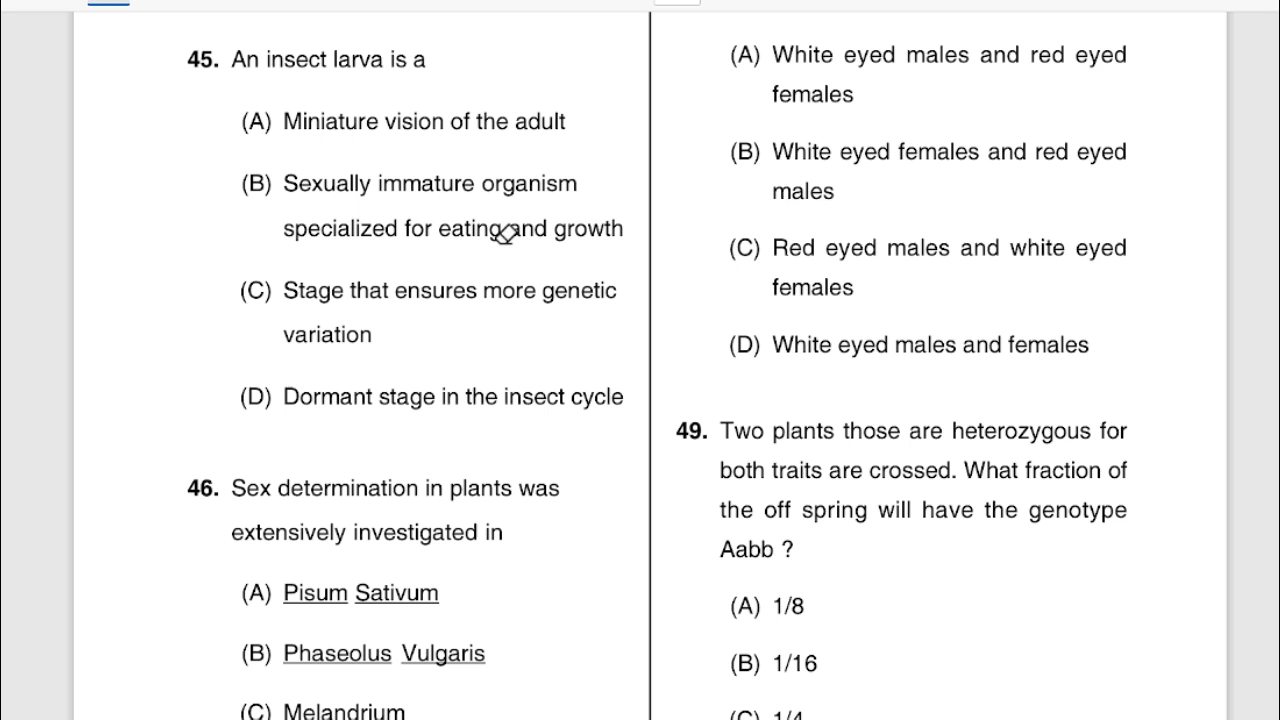 45. An insect larva is a
(A) Miniature vision of the adult
(B) Sexually immature organism
specialized for eating and growth
(C) Stage that ensures more genetic
variation
(D) Dormant stage in the insect cycle
46. Sex determination in plants was
extensively investigated in
(A) Pisum Sativum
(B) Phaseolus Vulgaris
(C) Melandrium
(A) White eyed males and red eyed
females
(B) White eyed females and red eyed
males
(C) Red eyed males and white eyed
females
(D) White eyed males and females
49. Two plants those are heterozygous for
both traits are crossed. What fraction of
the off spring will have the genotype
Aabb ?
(A) 1/8
(B) 1/16
(C) 1/4